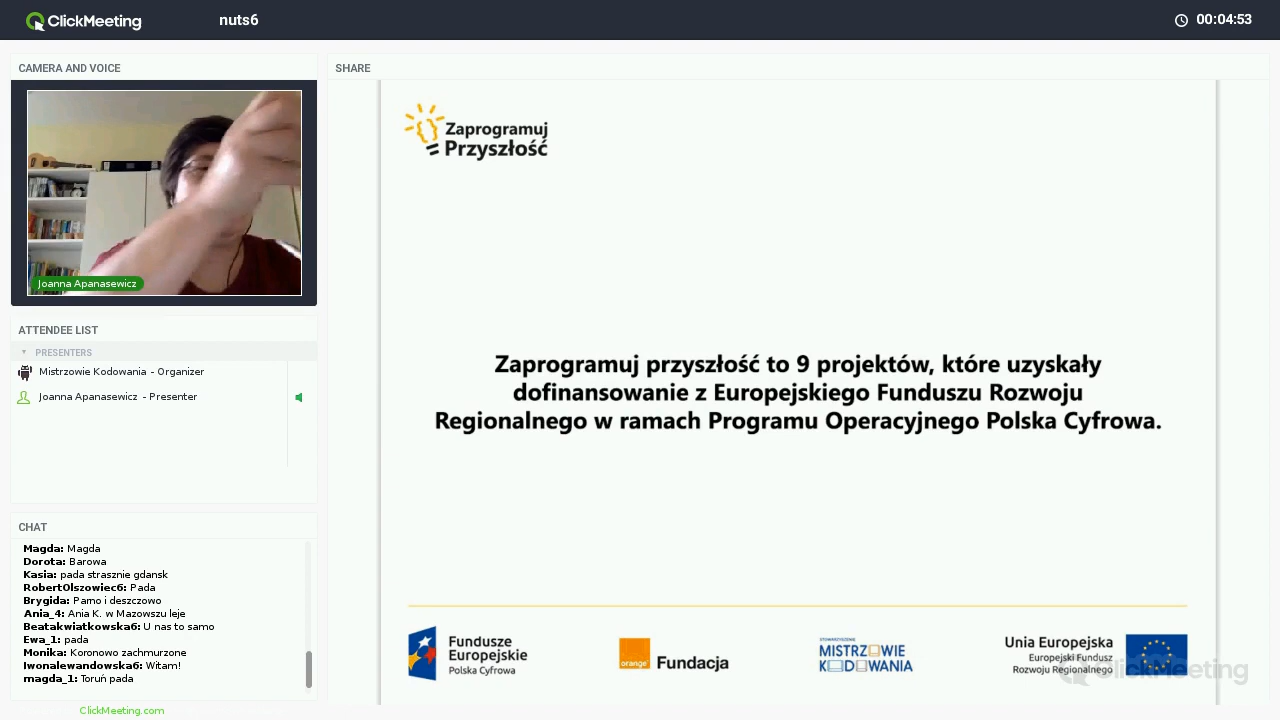 ClickMeeting
nuts6
00:04:53
CAMERA AND VOICE
Joanna Apanasewicz
ATTENDEE LIST
PRESENTERS
Mistrzowie Kodowania - Organizer
Joanna Apanasewicz - Presenter
CHAT
Magda: Magda
Dorota: Barowa
Kasia: pada strasznie gdansk
RobertOlszowiec6: Pada
Brygida: Parno i deszczowo
Ania_4: Ania K. w Mazowszu leje
Beatakwiatkowska6: U nas to samo
Ewa_1: pada
Monika: Koronowo zachmurzone
Iwonalewandowska6: Witam!
magda_1: Toruń pada
ClickMeeting.com
SHARE
Zaprogramuj
Przyszłość
Zaprogramuj przyszłość to 9 projektów, które uzyskały
dofinansowanie z Europejskiego Funduszu Rozwoju
Regionalnego w ramach Programu Operacyjnego Polska Cyfrowa.
Fundusze
Europejskie
Polska Cyfrowa
orange
Fundacja
STOWARZYSZENIE
MISTRZOWIE
KODOWANIA
Unia Europejska
Europejski Fundusz
Rozwoju Regionalnego
ClickMeeting